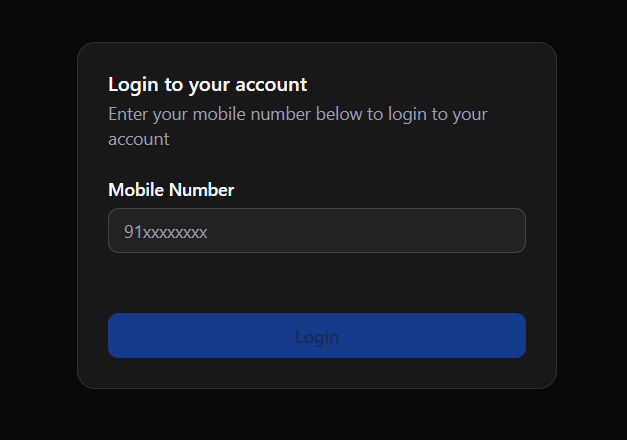 Login to your account
Enter your mobile number below to login to your
account
Mobile Number
91xxxxxxxx
Login